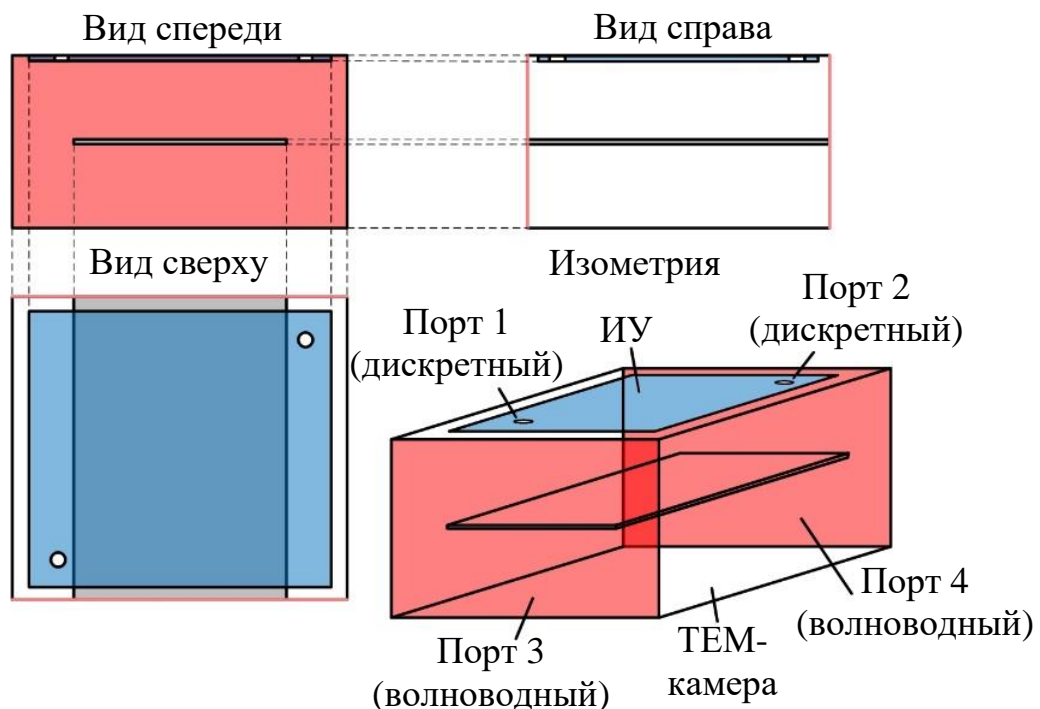 Вид спереди
Вид справа
Вид сверху
Изометрия
Порт 1
(дискретный)
ИУ
Порт 2
(дискретный)
Порт 3
(волноводный)
ТЕМ-
камера
Порт 4
(волноводный)